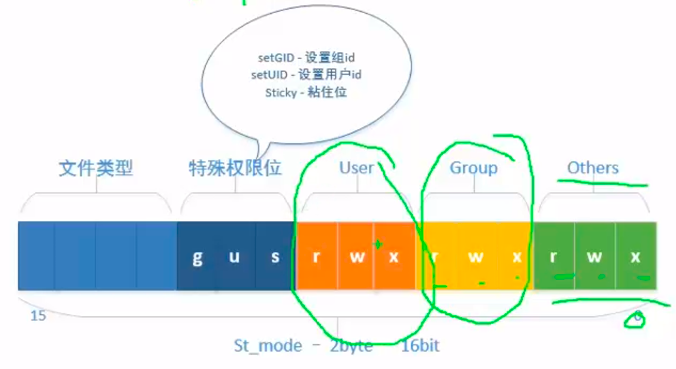 setGID - 设置组id
setUID - 设置用户id
Sticky - 粘住位
文件类型 特殊权限位 User Group Others
g u s r w x r w x r w x
15 0
St_mode - 2byte 16bit